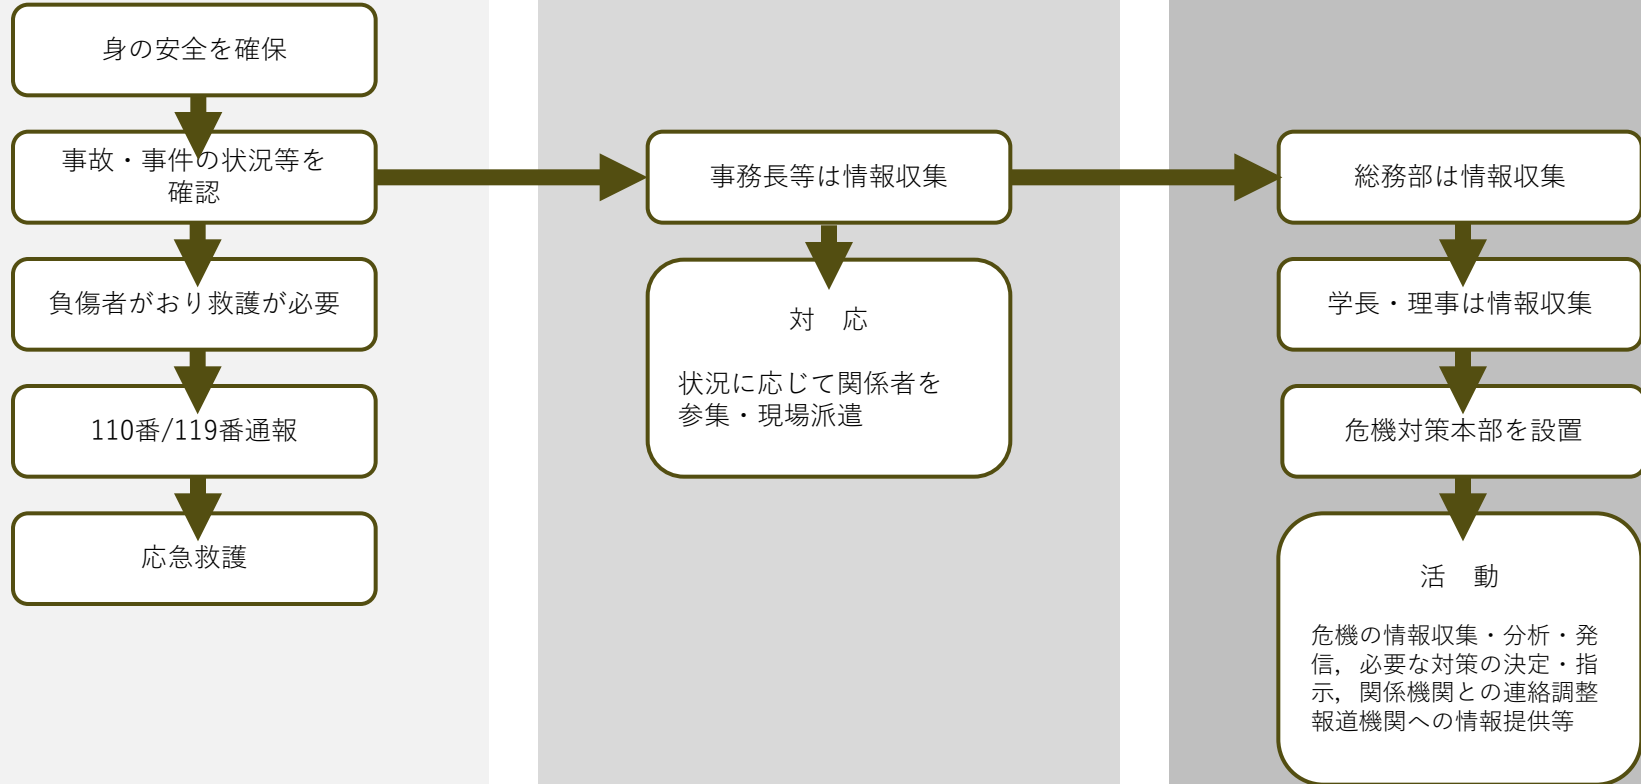 身の安全を確保
事故・事件の状況等を
確認
負傷者がおり救護が必要
110番/119番通報
応急救護
事務長等は情報収集
対　応
状況に応じて関係者を
参集・現場派遣
総務部は情報収集
学長・理事は情報収集
危機対策本部を設置
活　動
危機の情報収集・分析・発
信，必要な対策の決定・指
示，関係機関との連絡調整
報道機関への情報提供等